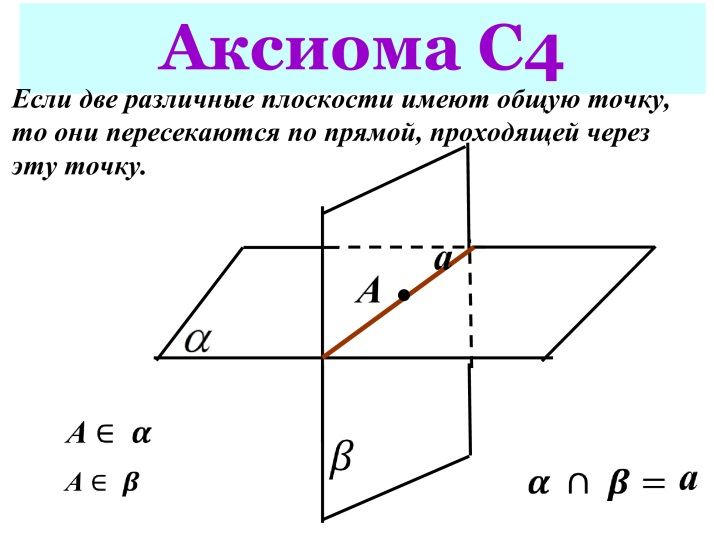 Аксиома С4
Если две различные плоскости имеют общую точку,
то они пересекаются по прямой, проходящей через
эту точку.
a
A
α
β
A ∈ α
A ∈ β
α ∩ β = a